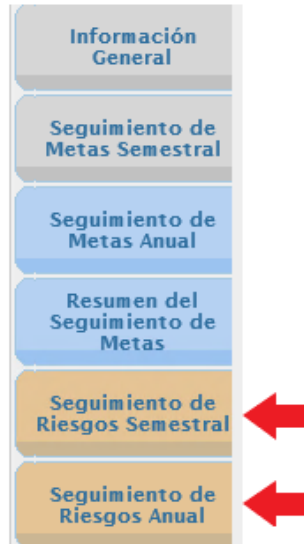 Información
General
Seguimiento de
Metas Semestral
Seguimiento de
Metas Anual
Resumen del
Seguimiento de
Metas
Seguimiento de
Riesgos Semestral
Seguimiento de
Riesgos Anual